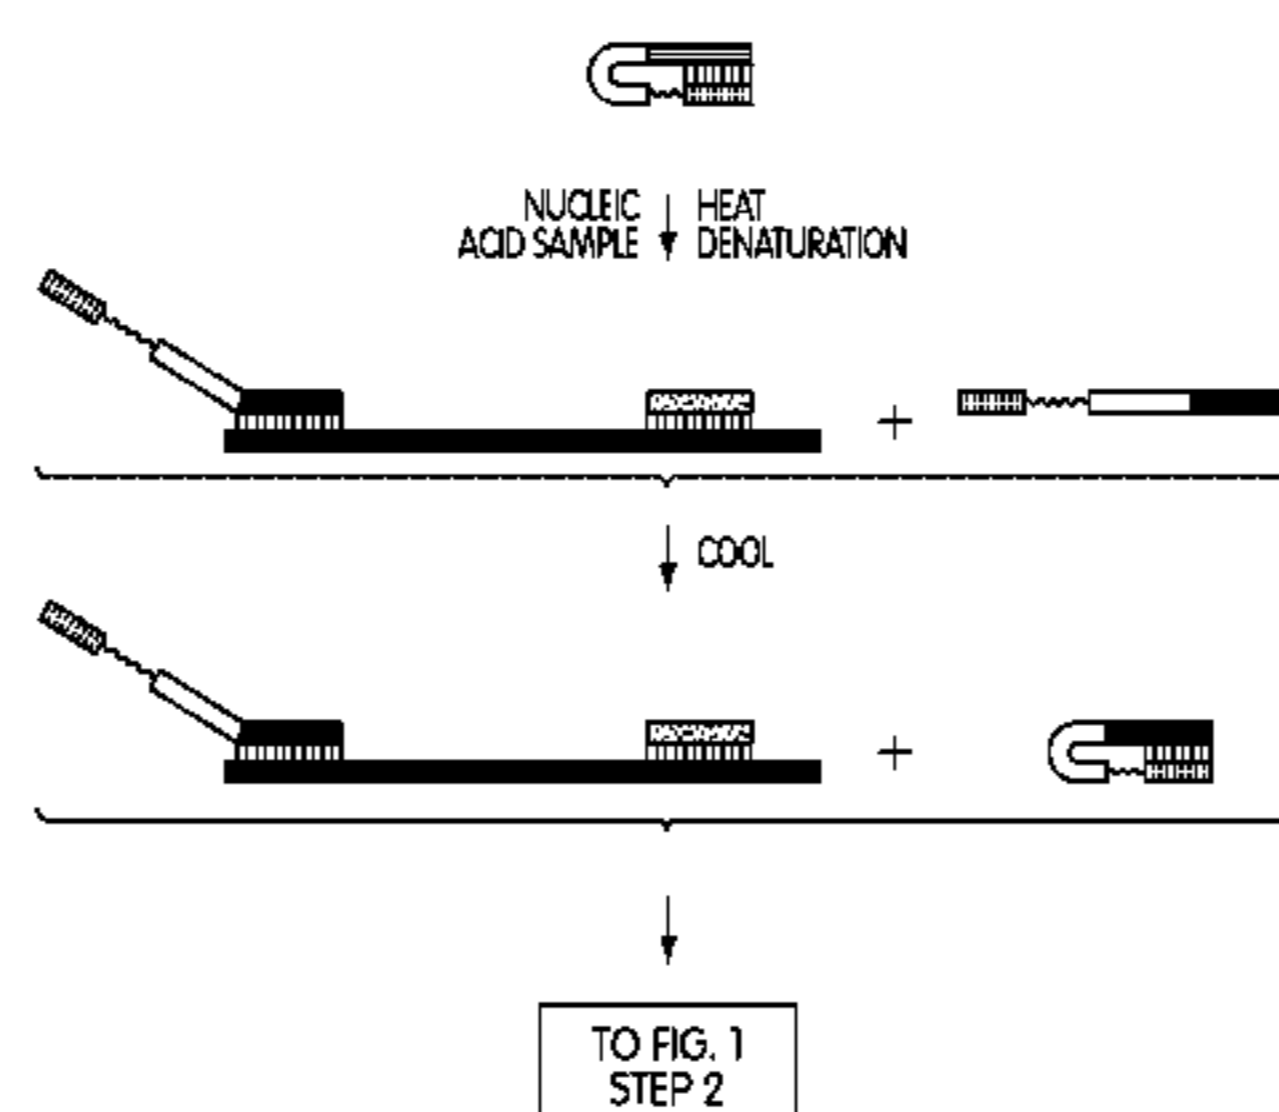 NUCLEIC
ACID SAMPLE
HEAT
DENATURATION
+
COOL
+
TO FIG. 1
STEP 2